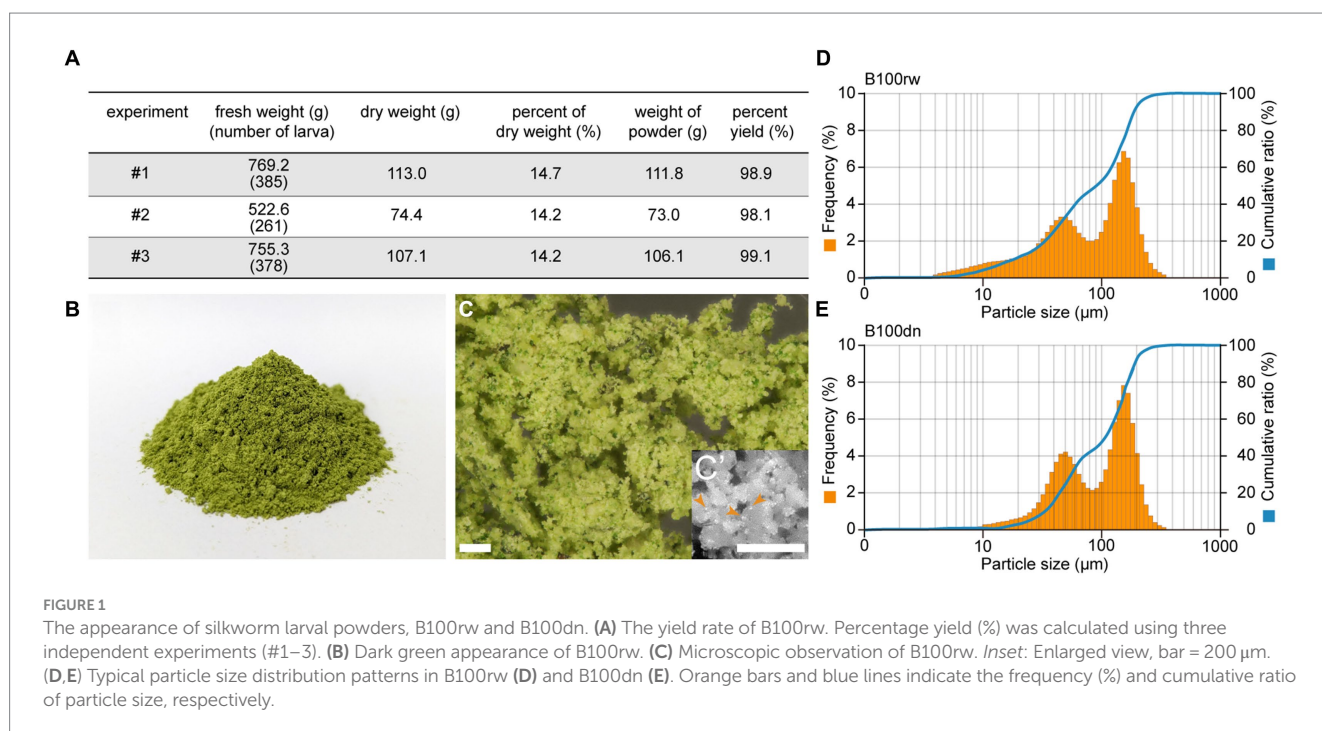 A
experiment fresh weight (g) (number of larva) dry weight (g) percent of dry weight (%) weight of powder (g) percent yield (%)
#1 769.2 (385) 113.0 14.7 111.8 98.9
#2 522.6 (261) 74.4 14.2 73.0 98.1
#3 755.3 (378) 107.1 14.2 106.1 99.1
B
C
C'
D
B100rw
Frequency (%)
10
8
6
4
2
0
Cumulative ratio (%)
100
80
60
40
20
0
0 10 100 1000
Particle size (μm)
E
B100dn
Frequency (%)
10
8
6
4
2
0
Cumulative ratio (%)
100
80
60
40
20
0
0 10 100 1000
Particle size (μm)
FIGURE 1
The appearance of silkworm larval powders, B100rw and B100dn. (A) The yield rate of B100rw. Percentage yield (%) was calculated using three
independent experiments (#1–3). (B) Dark green appearance of B100rw. (C) Microscopic observation of B100rw. Inset: Enlarged view, bar = 200 μm.
(D,E) Typical particle size distribution patterns in B100rw (D) and B100dn (E). Orange bars and blue lines indicate the frequency (%) and cumulative ratio
of particle size, respectively.